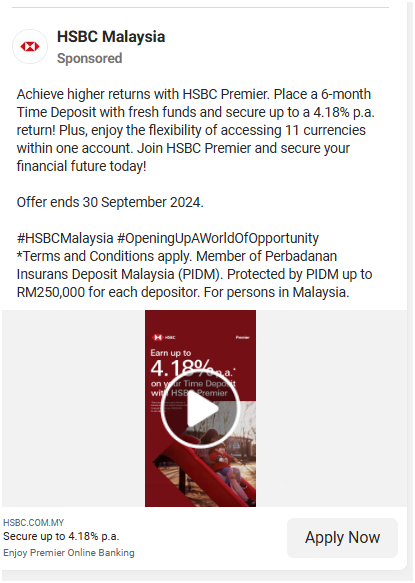 HSBC Malaysia
Sponsored
Achieve higher returns with HSBC Premier. Place a 6-month
Time Deposit with fresh funds and secure up to a 4.18% p.a.
return! Plus, enjoy the flexibility of accessing 11 currencies
within one account. Join HSBC Premier and secure your
financial future today!
Offer ends 30 September 2024.
#HSBCMalaysia #OpeningUpAWorldOfOpportunity
*Terms and Conditions apply. Member of Perbadanan
Insurans Deposit Malaysia (PIDM). Protected by PIDM up to
RM250,000 for each depositor. For persons in Malaysia.
HSBC
Premier
Earn up to
4.18% p.a.*
on your Time Deposit
with HSBC Premier
HSBC.COM.MY
Secure up to 4.18% p.a.
Enjoy Premier Online Banking
Apply Now